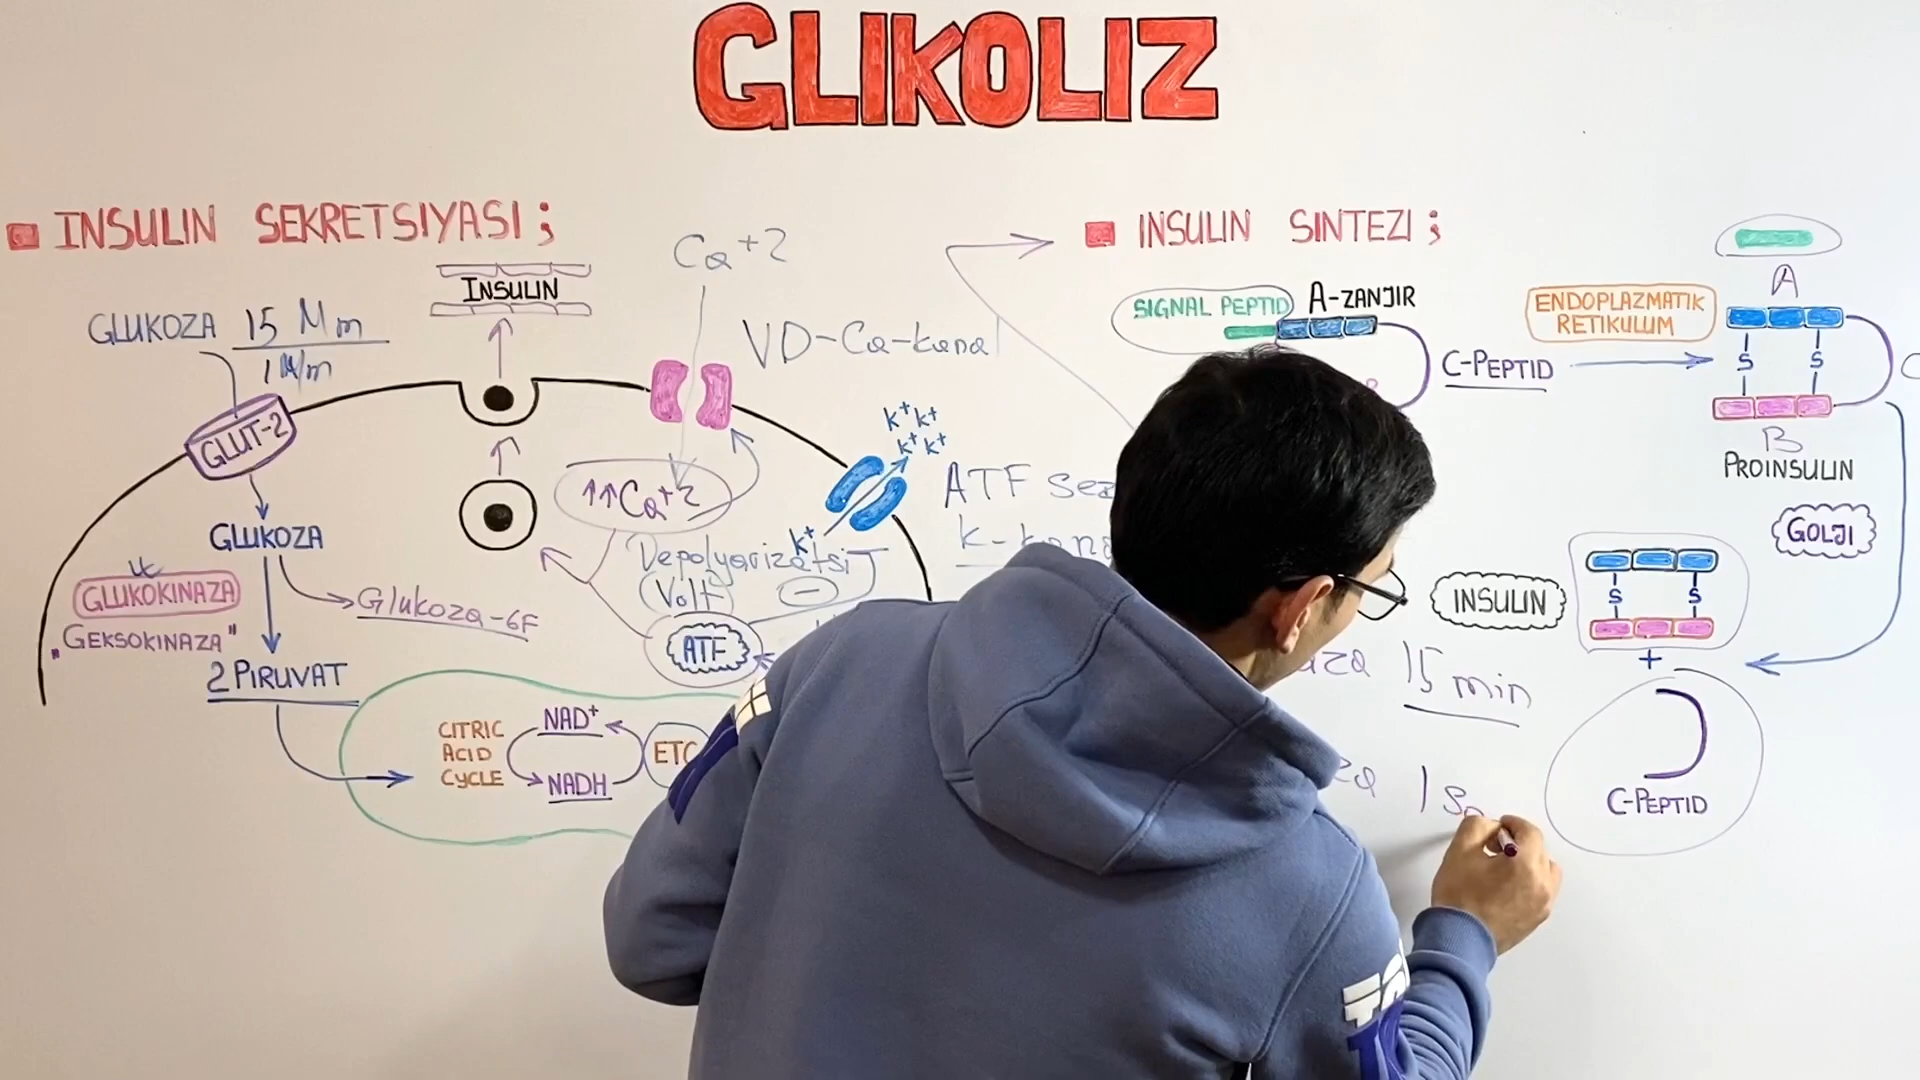 GLIKOLIZ
INSULIN SEKRETSIYASI;
Ca+2
INSULIN
GLUKOZA 15 Mm
VD-Ca-kanal
GLUT-2
K+ K+
K+ K+
↑↑Ca+2
ATF
K-
K+
GLUKOZA
Depolyarizatsi
(Volt)
GLUKOKINAZA
"GEKSOKINAZA"
Glukoza-6F
ATF
2 PIRUVAT
CITRIC
ACID
CYCLE
NAD+
NADH
ETC
INSULIN SINTEZI;
SIGNAL PEPTID
A-ZANJIR
C-PEPTID
ENDOPLAZMATIK
RETIKULUM
A
S S
C
B
PROINSULIN
GOLJI
INSULIN
S S
+
15 min
C-PEPTID
1